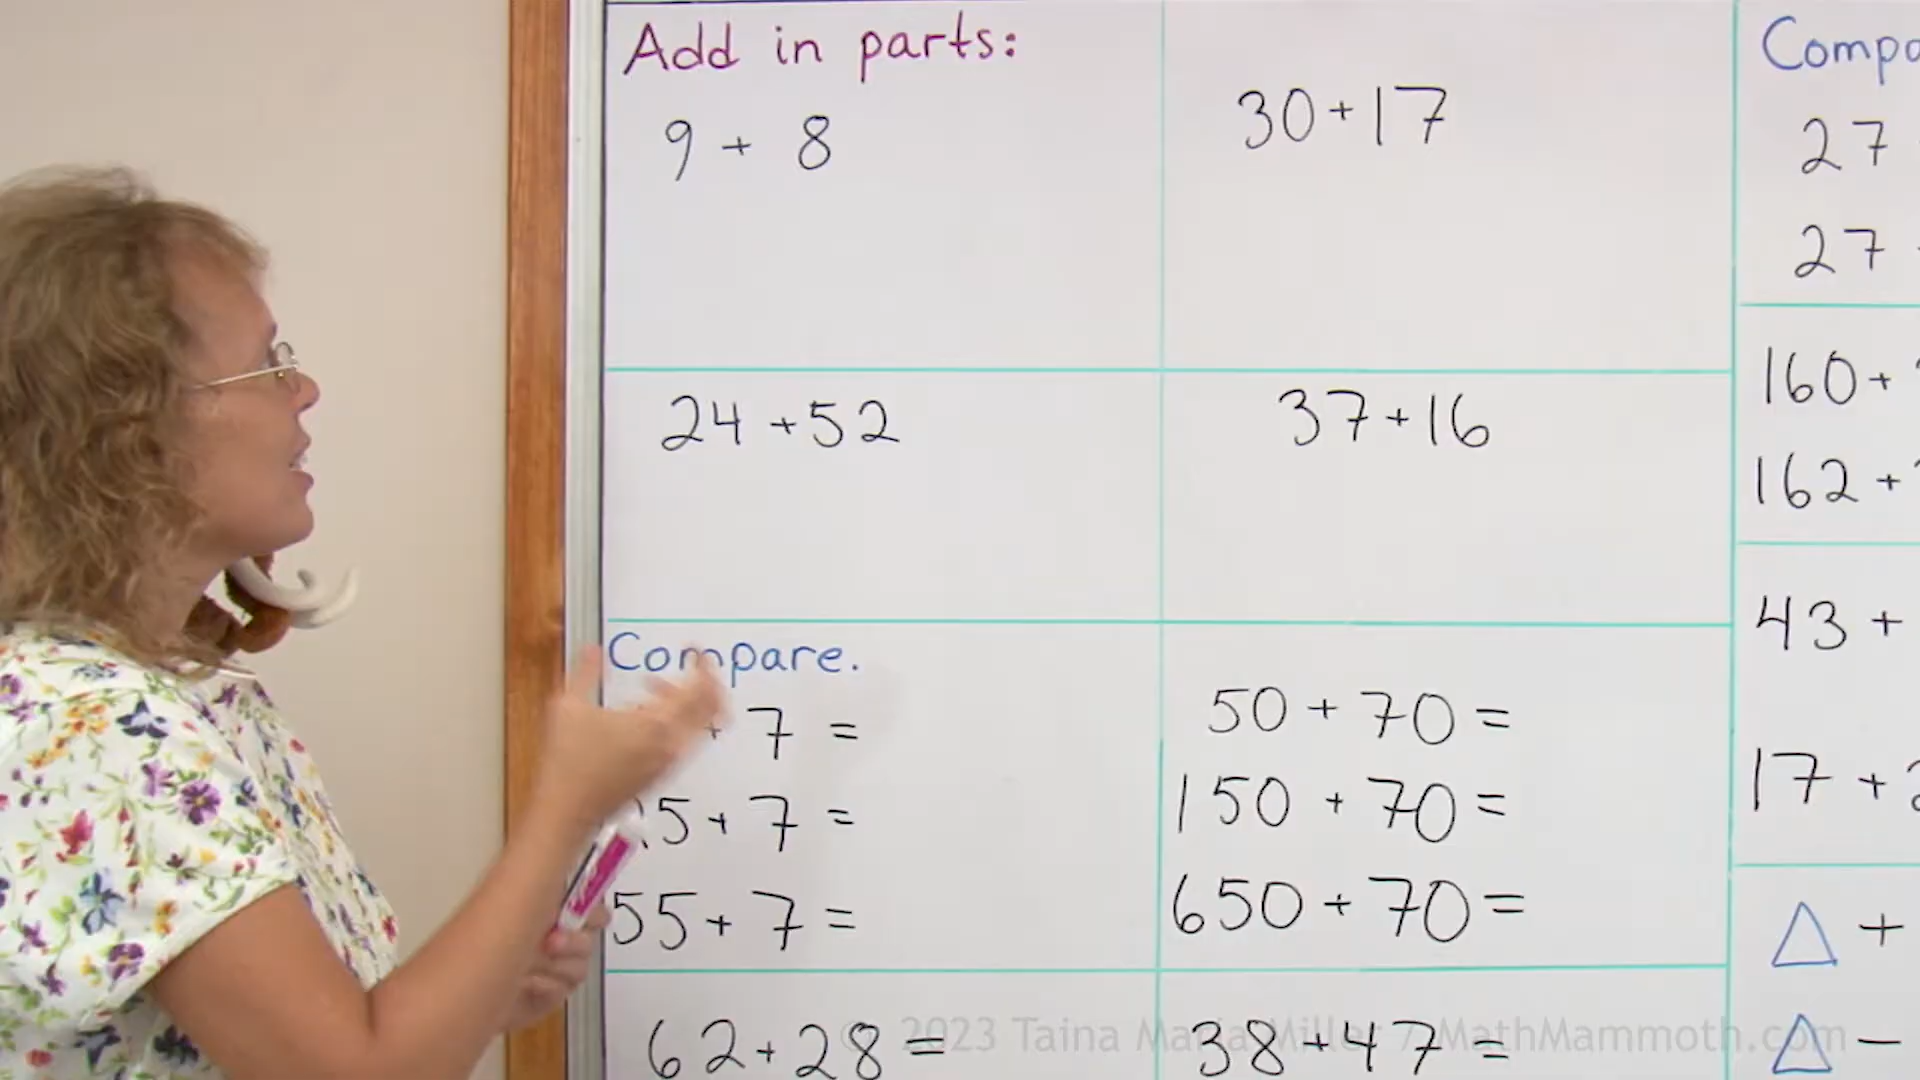 Add in parts:
9 + 8
30 + 17
24 + 52
37 + 16
Compare.
+ 7 =
5 + 7 =
55 + 7 =
50 + 70 =
150 + 70 =
650 + 70 =
62 + 28 =
38 + 47 =
27
27
160 +
162 +
43 +
17 +
△ +
△ −
© 2023 Taina Maria Miller / MathMammoth.com